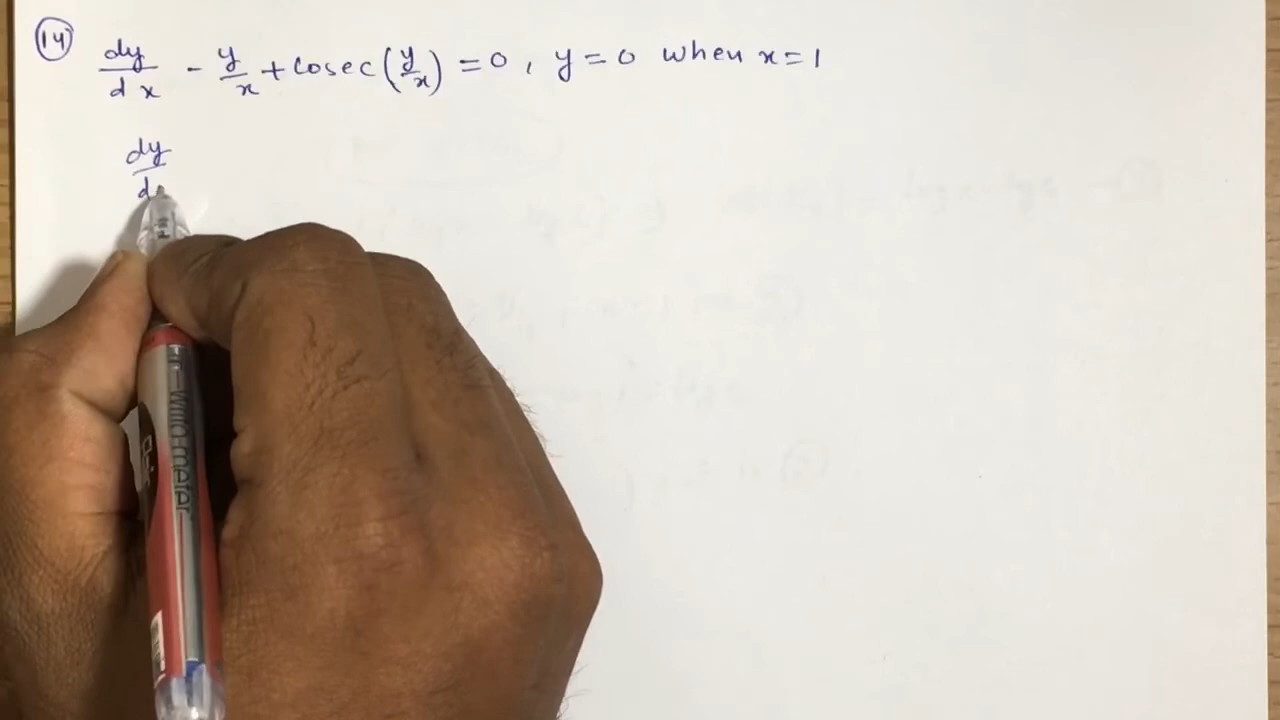 (14) dy/dx - y/x + cosec(y/x) = 0, y = 0 when x = 1
dy/d